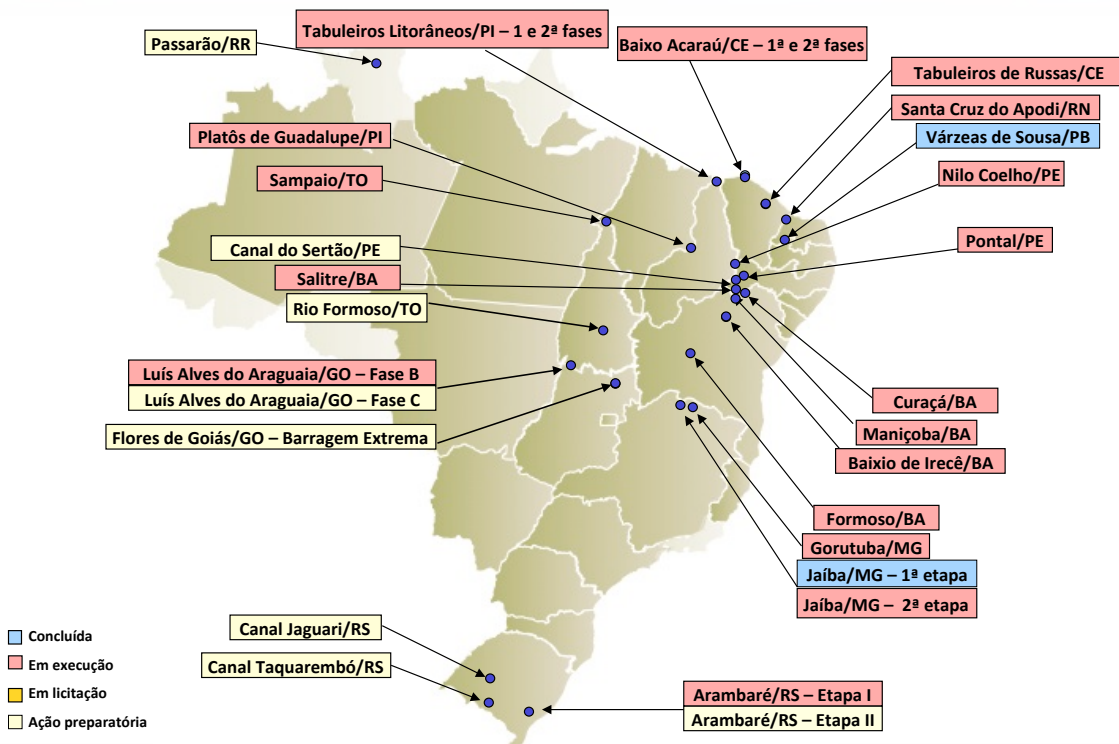 Tabuleiros Litorâneos/PI – 1 e 2ª fases
Baixo Acaraú/CE – 1ª e 2ª fases
Passarão/RR
Tabuleiros de Russas/CE
Santa Cruz do Apodi/RN
Platôs de Guadalupe/PI
Várzeas de Sousa/PB
Nilo Coelho/PE
Sampaio/TO
Canal do Sertão/PE
Pontal/PE
Salitre/BA
Rio Formoso/TO
Luís Alves do Araguaia/GO – Fase B
Luís Alves do Araguaia/GO – Fase C
Curaçá/BA
Flores de Goiás/GO – Barragem Extrema
Maniçoba/BA
Baixio de Irecê/BA
Formoso/BA
Gorutuba/MG
Jaíba/MG – 1ª etapa
Jaíba/MG – 2ª etapa
Canal Jaguari/RS
Canal Taquarembó/RS
Arambaré/RS – Etapa I
Arambaré/RS – Etapa II
Concluída
Em execução
Em licitação
Ação preparatória